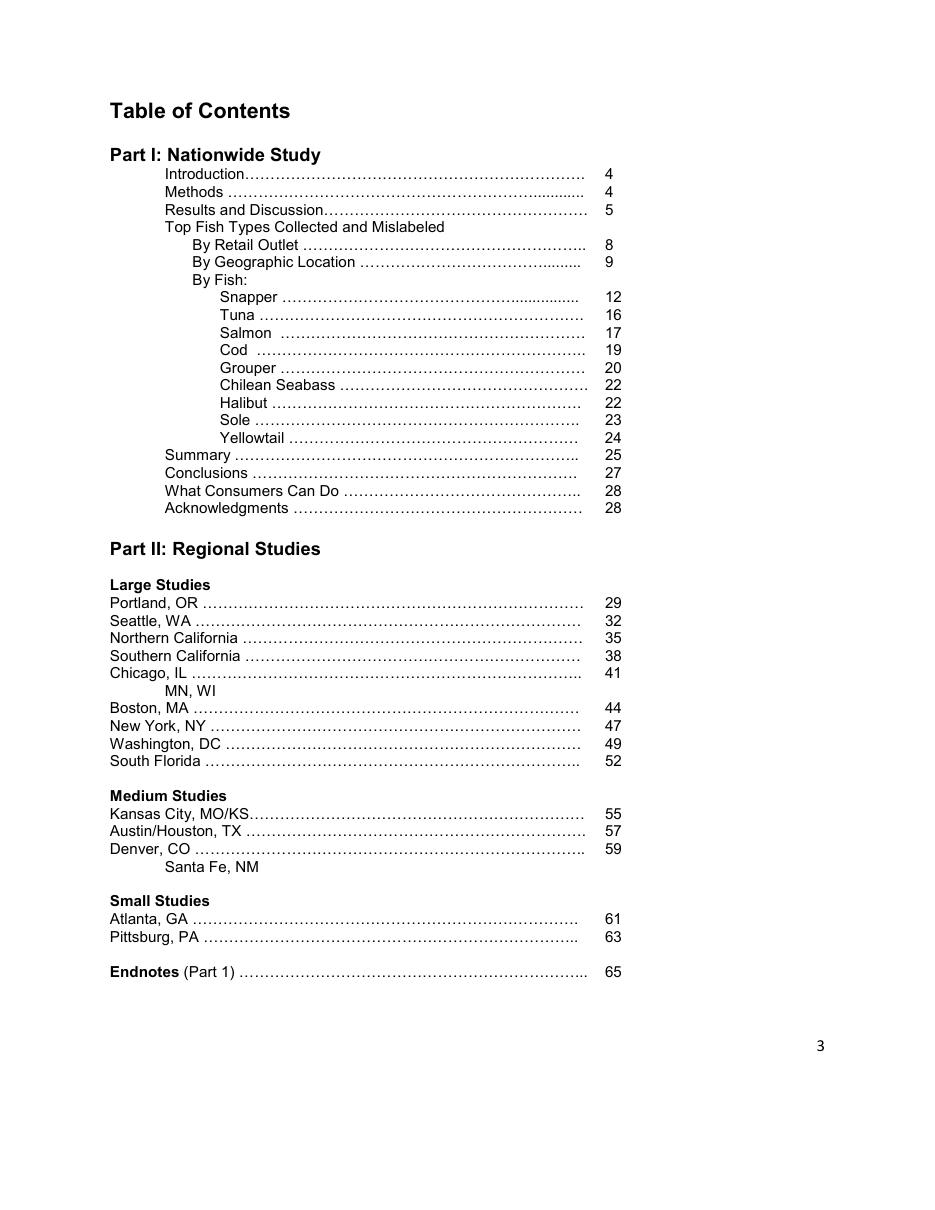 Table of Contents
Part I: Nationwide Study
Introduction…………………………………………………………. 4
Methods ……………………………………………………............ 4
Results and Discussion…………………………………………… 5
Top Fish Types Collected and Mislabeled
By Retail Outlet ……………………………………………….. 8
By Geographic Location ………………………………......... 9
By Fish:
Snapper ………………………………………............... 12
Tuna ………………………………………………………. 16
Salmon …………………………………………………… 17
Cod ……………………………………………………….. 19
Grouper …………………………………………………… 20
Chilean Seabass ………………………………………… 22
Halibut ……………………………………………………. 22
Sole ……………………………………………………….. 23
Yellowtail ………………………………………………… 24
Summary ………………………………………………………….. 25
Conclusions ………………………………………………………. 27
What Consumers Can Do ……………………………………….. 28
Acknowledgments ………………………………………………… 28
Part II: Regional Studies
Large Studies
Portland, OR ………………………………………………………………… 29
Seattle, WA ………………………………………………………………… 32
Northern California ………………………………………………………… 35
Southern California ………………………………………………………… 38
Chicago, IL ………………………………………………………………….. 41
MN, WI
Boston, MA ………………………………………………………………… 44
New York, NY ……………………………………………………………… 47
Washington, DC …………………………………………………………… 49
South Florida ……………………………………………………………….. 52
Medium Studies
Kansas City, MO/KS………………………………………………………… 55
Austin/Houston, TX …………………………………………………………. 57
Denver, CO ………………………………………………………………….. 59
Santa Fe, NM
Small Studies
Atlanta, GA …………………………………………………………………. 61
Pittsburg, PA ……………………………………………………………….. 63
Endnotes (Part 1) ………………………………………………………….. 65
3